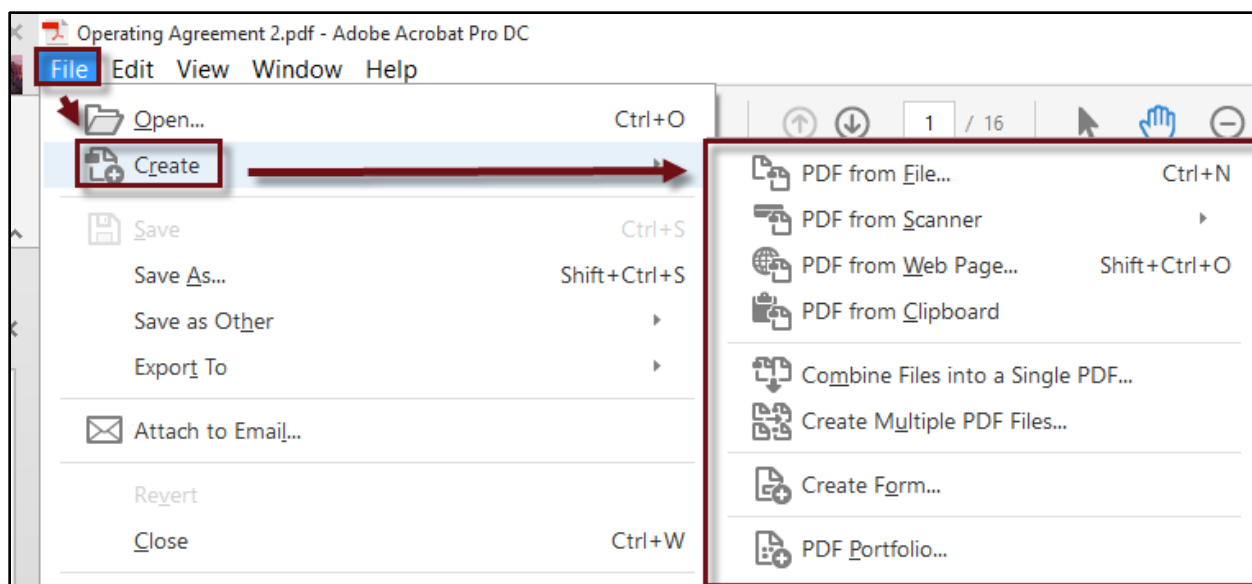 Operating Agreement 2.pdf - Adobe Acrobat Pro DC
File Edit View Window Help
Open... Ctrl+O
Create
Save Ctrl+S
Save As... Shift+Ctrl+S
Save as Other
Export To
Attach to Email...
Revert
Close Ctrl+W
1 / 16
PDF from File... Ctrl+N
PDF from Scanner
PDF from Web Page... Shift+Ctrl+O
PDF from Clipboard
Combine Files into a Single PDF...
Create Multiple PDF Files...
Create Form...
PDF Portfolio...